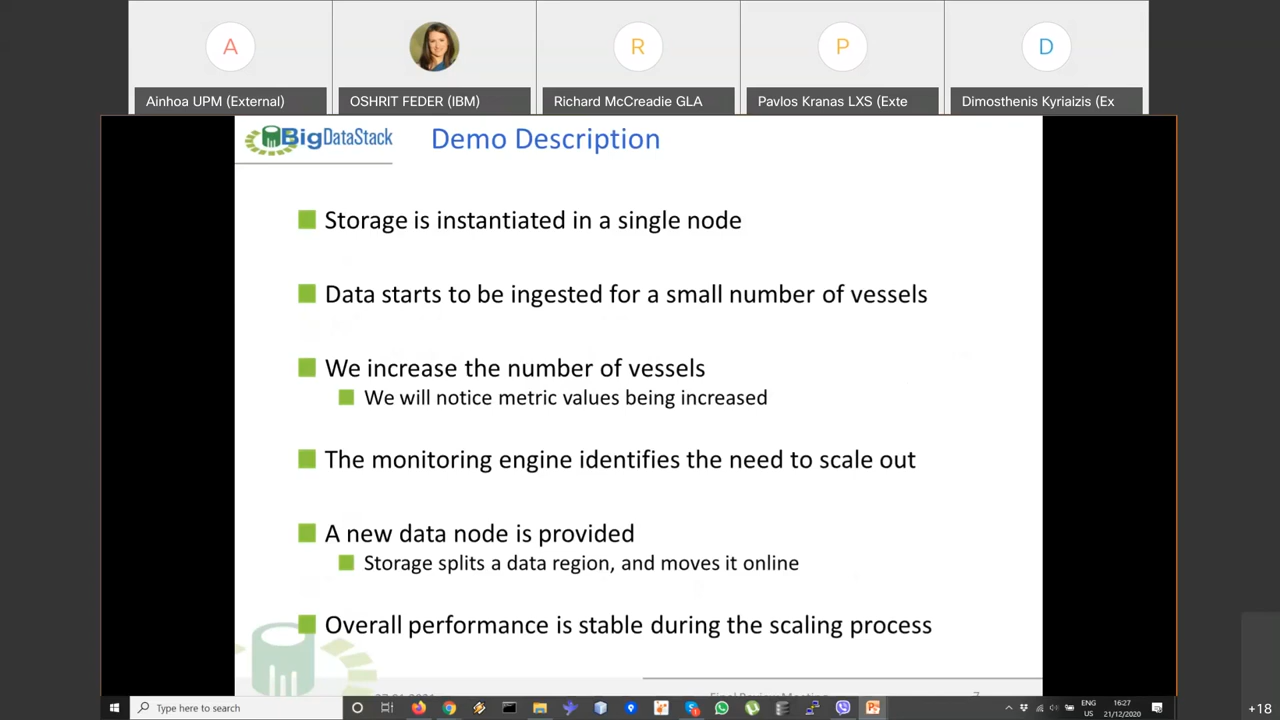 A
R
P
D
Ainhoa UPM (External)
OSHRIT FEDER (IBM)
Richard McCreadie GLA
Pavlos Kranas LXS (Exte
Dimosthenis Kyriaizis (Ex
BigDataStack
Demo Description
Storage is instantiated in a single node
Data starts to be ingested for a small number of vessels
We increase the number of vessels
We will notice metric values being increased
The monitoring engine identifies the need to scale out
A new data node is provided
Storage splits a data region, and moves it online
Overall performance is stable during the scaling process
Final Review Meeting
7
Type here to search
ENG
US
16:27
21/12/2020
+18